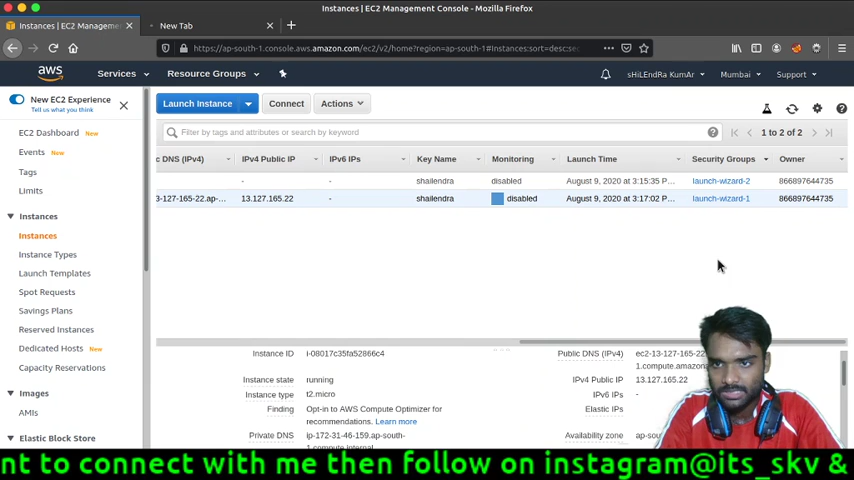 Instances | EC2 Management Console - Mozilla Firefox
Instances | EC2 Manageme
New Tab
https://ap-south-1.console.aws.amazon.com/ec2/v2/home?region=ap-south-1#Instances:sort=desc:sec
aws
Services
Resource Groups
sHiLEndRa KumAr
Mumbai
Support
New EC2 Experience
Tell us what you think
Launch Instance
Connect
Actions
EC2 Dashboard New
Events New
Tags
Limits
Instances
Instances
Instance Types
Launch Templates
Spot Requests
Savings Plans
Reserved Instances
Dedicated Hosts New
Capacity Reservations
Images
AMIs
Elastic Block Store
Filter by tags and attributes or search by keyword
1 to 2 of 2
c DNS (IPv4)
IPv4 Public IP
IPv6 IPs
Key Name
Monitoring
Launch Time
Security Groups
Owner
-
-
shailendra
disabled
August 9, 2020 at 3:15:35 P...
launch-wizard-2
866897644735
3-127-165-22.ap-...
13.127.165.22
-
shailendra
disabled
August 9, 2020 at 3:17:02 P...
launch-wizard-1
866897644735
Instance ID
i-08017c35fa52866c4
Public DNS (IPv4)
ec2-13-127-165-22
1.compute.amazona
Instance state
running
IPv4 Public IP
13.127.165.22
Instance type
t2.micro
IPv6 IPs
-
Finding
Opt-in to AWS Compute Optimizer for
recommendations. Learn more
Elastic IPs
Private DNS
ip-172-31-46-159.ap-south-
1.compute.internal
Availability zone
ap-sou
nt to connect with me then follow on instagram@its_skv &